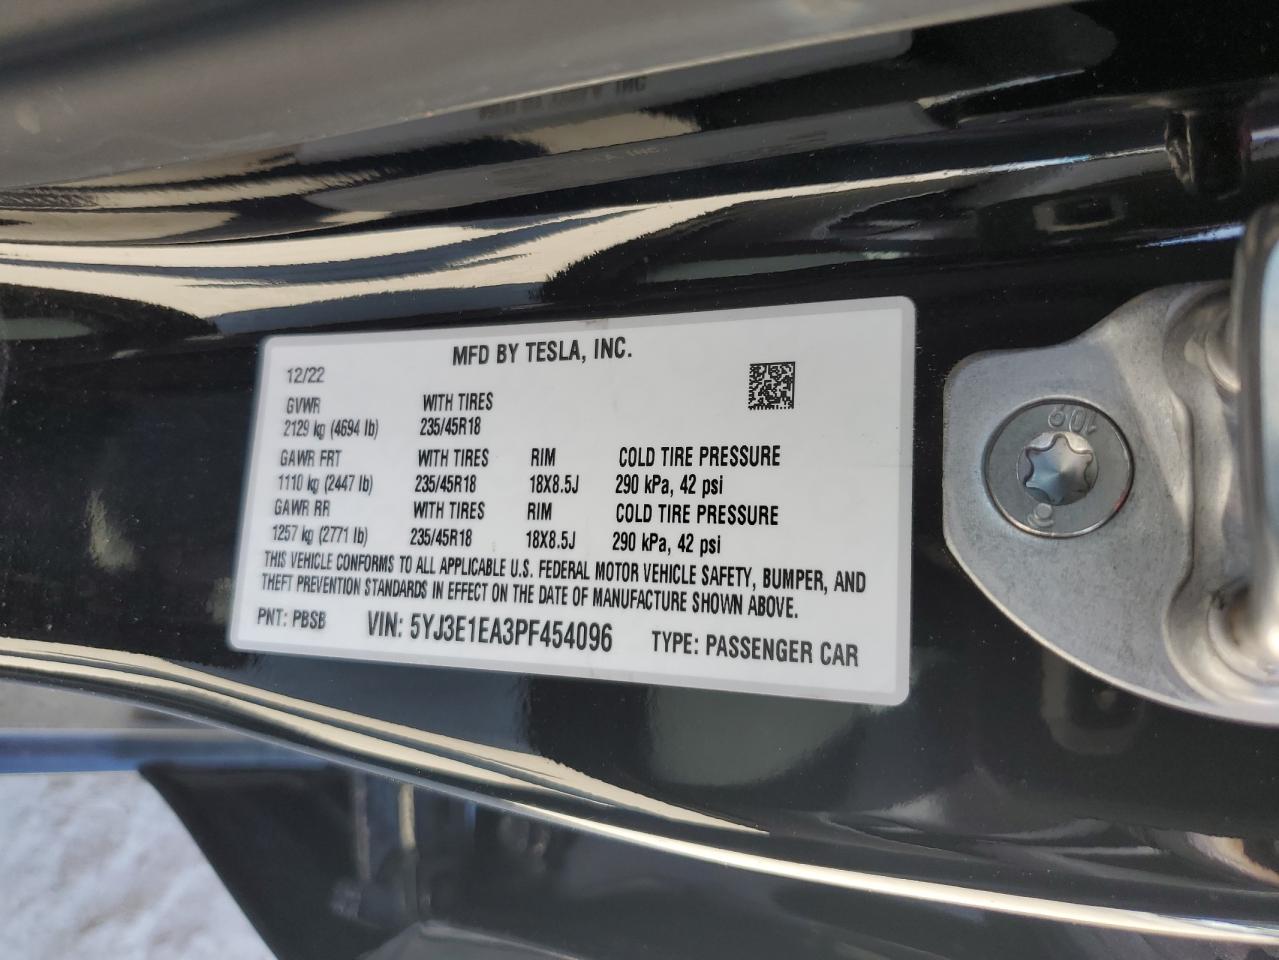 MFD BY TESLA, INC.
12/22
GVWR WITH TIRES
2129 kg (4694 lb) 235/45R18
GAWR FRT WITH TIRES RIM COLD TIRE PRESSURE
1110 kg (2447 lb) 235/45R18 18X8.5J 290 kPa, 42 psi
GAWR RR WITH TIRES RIM COLD TIRE PRESSURE
1257 kg (2771 lb) 235/45R18 18X8.5J 290 kPa, 42 psi
THIS VEHICLE CONFORMS TO ALL APPLICABLE U.S. FEDERAL MOTOR VEHICLE SAFETY, BUMPER, AND
THEFT PREVENTION STANDARDS IN EFFECT ON THE DATE OF MANUFACTURE SHOWN ABOVE.
PNT: PBSB VIN: 5YJ3E1EA3PF454096 TYPE: PASSENGER CAR
109